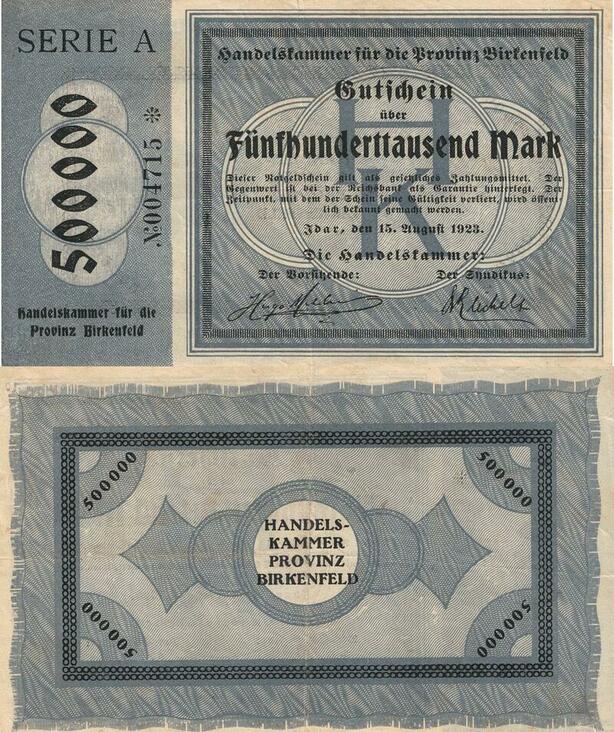 SERIE A
500000
№004715 *
Handelskammer für die
Provinz Birkenfeld
Handelskammer für die Provinz Birkenfeld
Gutschein
über
Fünfhunderttausend Mark
Dieser Notgeldschein gilt als gesetzliches Zahlungsmittel. Der
Gegenwert ist bei der Reichsbank als Garantie hinterlegt. Der
Zeitpunkt, mit dem der Schein seine Gültigkeit verliert, wird öffent
lich bekannt gemacht werden.
Idar, den 15. August 1923.
Die Handelskammer:
Der Vorsitzende: Der Syndikus:
HK
500000 500000
HANDELS-
KAMMER
PROVINZ
BIRKENFELD
500000 500000